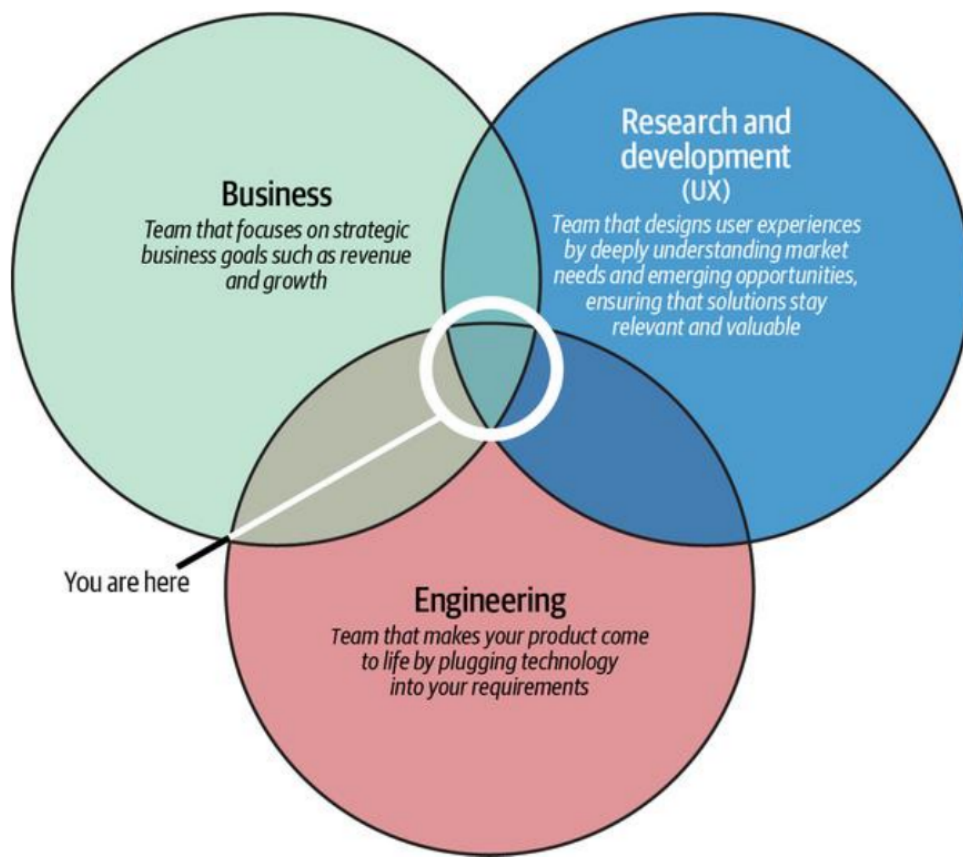 Business
Team that focuses on strategic
business goals such as revenue
and growth
Research and
development
(UX)
Team that designs user experiences
by deeply understanding market
needs and emerging opportunities,
ensuring that solutions stay
relevant and valuable
You are here
Engineering
Team that makes your product come
to life by plugging technology
into your requirements